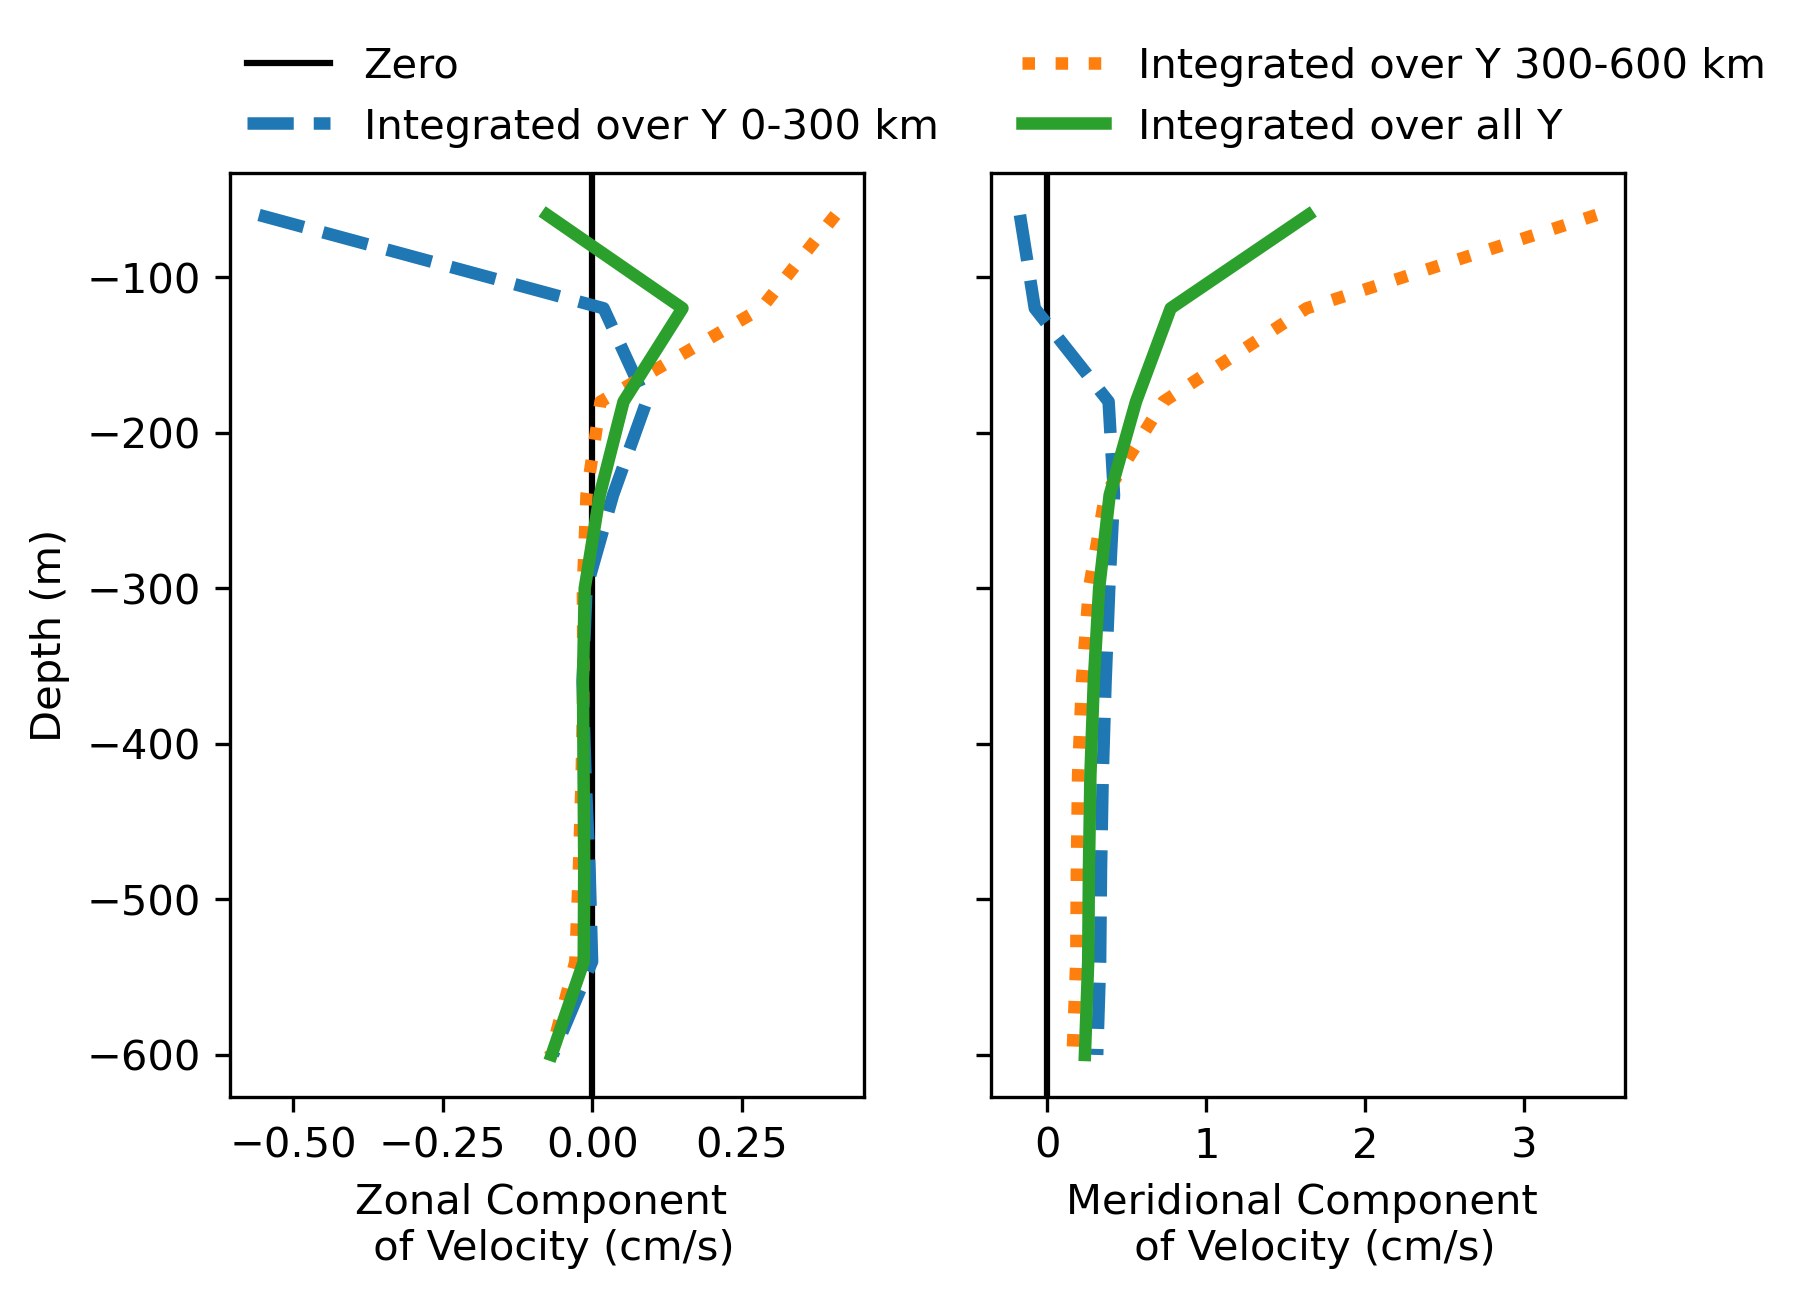 Zero
Integrated over Y 0-300 km
Integrated over Y 300-600 km
Integrated over all Y
Depth (m)
−100
−200
−300
−400
−500
−600
−0.50 −0.25 0.00 0.25
Zonal Component
of Velocity (cm/s)
0 1 2 3
Meridional Component
of Velocity (cm/s)